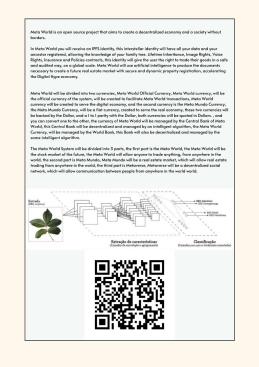 Meta World is an open source project that aims to create a decentralized economy and a society without
borders.
In Meta World you will receive an IPFS identity, this interstellar identity will have all your data and your
ancestor registered, allowing the knowledge of your family tree. Lifetime Inheritance, Image Rights, Voice
Rights, Insurance and Policies contracts, this identity will give the user the right to trade their goods in a safe
and audited way, on a global scale. Meta World will use artificial intelligence to produce the documents
necessary to create a future real estate market with secure and dynamic property registration, accelerating
the Digital Hype economy.
Meta World will be divided into two currencies, Meta World Official Currency, Meta World currency, will be
the official currency of the system, will be created to facilitate Meta World transactions, Meta World
currency will be created to serve the digital economy, and the second currency is the Meta Mundo Currency,
the Meta Mundo Currency, will be a fiat currency, created to serve the real economy, these two currencies will
be backed by the Dollar, and a 1 to 1 parity with the Dollar, both currencies will be quoted in Dollars. , and
you can convert one to the other, the currency of Meta World will be managed by the Central Bank of Meta
World, this Central Bank will be decentralized and managed by an intelligent algorithm, the Meta World
Currency, will be managed by the World Bank, this Bank will also be decentralized and managed by the
same intelligent algorithm.
The Meta World System will be divided into 3 parts, the first part is the Meta World, the Meta World will be
the stock market of the future, the Meta World will allow anyone to trade anything, from anywhere in the
world, the second part is Meta Mundo, Meta Mundo will be a real estate market, which will allow real estate
trading from anywhere in the world, the third part is Metaverse, Metaverse will be a decentralized social
network, which will allow communication between people from anywhere in the world world.
Entrada
Extração de características
Classificação